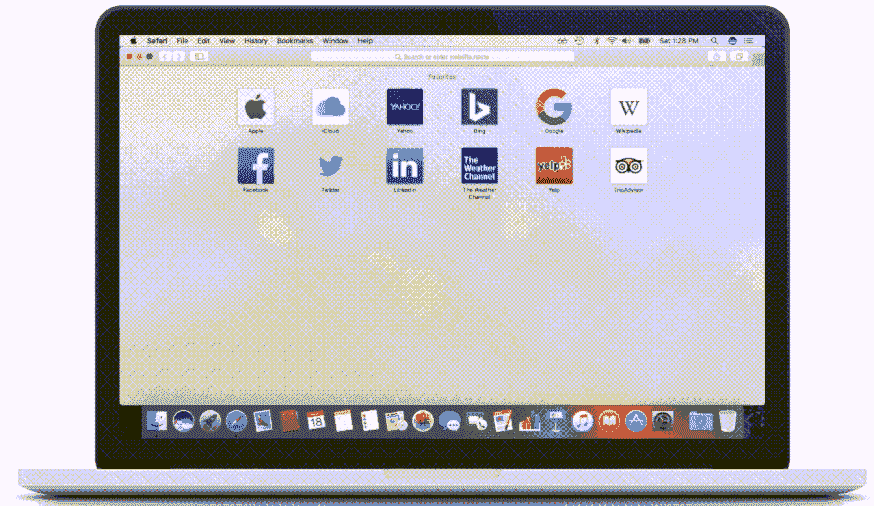 Safari File Edit View History Bookmarks Window Help Sat 1:28 PM
Search or enter website name
Favorites
YAHOO!
W
Apple iCloud Yahoo Bing Google Wikipedia
The Weather Channel
yelp
Facebook Twitter LinkedIn The Weather Channel Yelp TripAdvisor
18